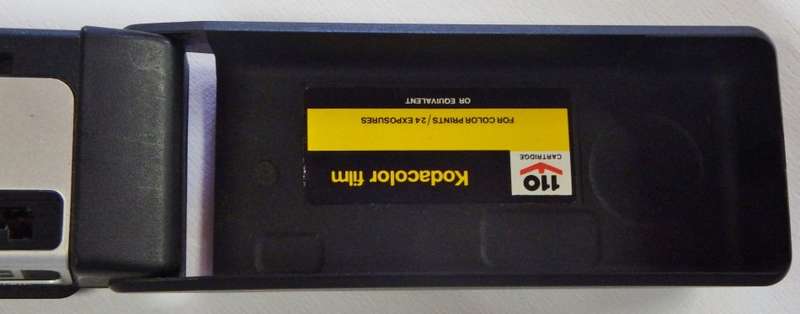 110
CARTRIDGE
Kodacolor film
FOR COLOR PRINTS/24 EXPOSURES
OR EQUIVALENT